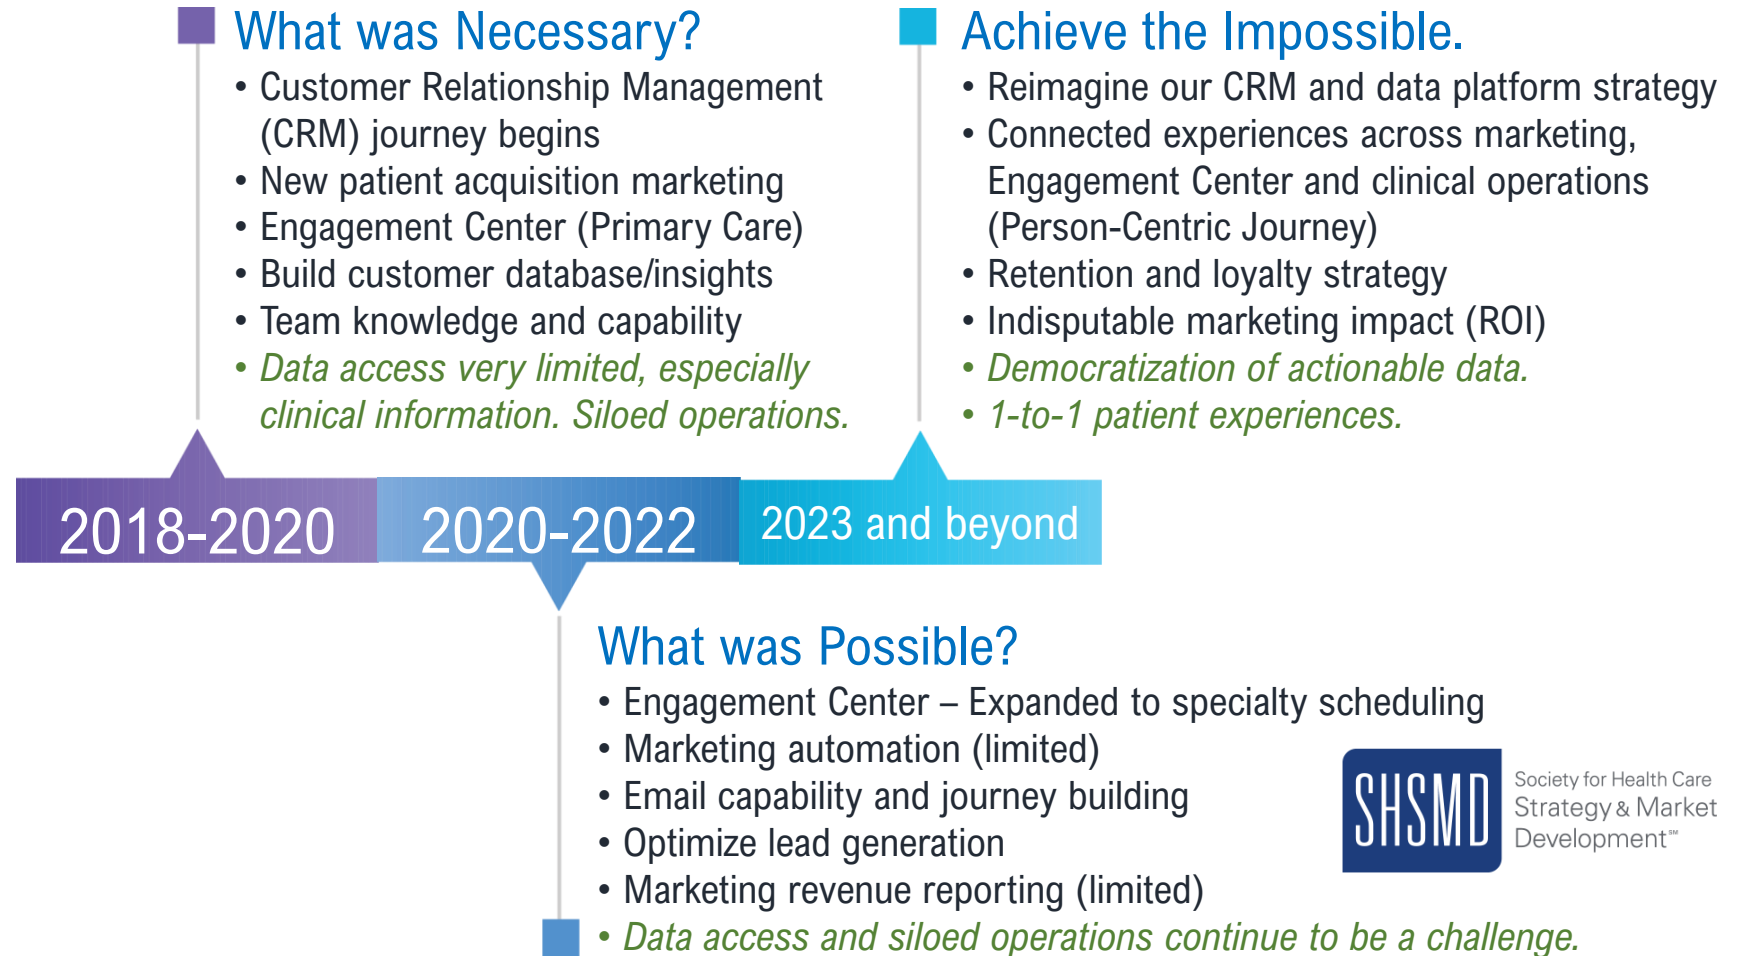 What was Necessary?
• Customer Relationship Management
(CRM) journey begins
• New patient acquisition marketing
• Engagement Center (Primary Care)
• Build customer database/insights
• Team knowledge and capability
• Data access very limited, especially
clinical information. Siloed operations.
Achieve the Impossible.
• Reimagine our CRM and data platform strategy
• Connected experiences across marketing,
Engagement Center and clinical operations
(Person-Centric Journey)
• Retention and loyalty strategy
• Indisputable marketing impact (ROI)
• Democratization of actionable data.
• 1-to-1 patient experiences.
2018-2020
2020-2022
2023 and beyond
What was Possible?
• Engagement Center – Expanded to specialty scheduling
• Marketing automation (limited)
• Email capability and journey building
• Optimize lead generation
• Marketing revenue reporting (limited)
• Data access and siloed operations continue to be a challenge.
SHSMD
Society for Health Care
Strategy & Market
Development℠